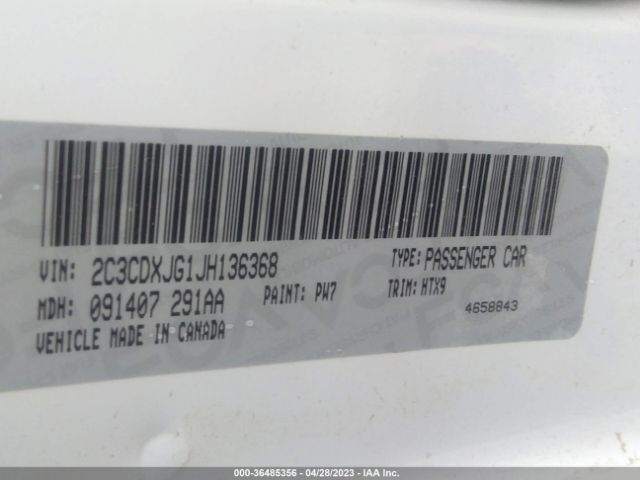 VIN: 2C3CDXJG1JH136368 TYPE: PASSENGER CAR
MDH: 091407 291AA PAINT: PW7 TRIM: HTX9
VEHICLE MADE IN CANADA 4658843
000-36485356 - 04/28/2023 - IAA Inc.